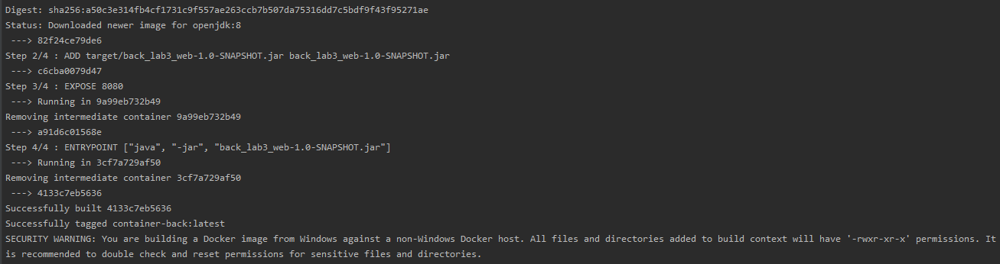 Digest: sha256:a50c3e314fb4cf1731c9f557ae263ccb7b507da75316dd7c5bdf9f43f95271ae
Status: Downloaded newer image for openjdk:8
 ---> 82f24ce79de6
Step 2/4 : ADD target/back_lab3_web-1.0-SNAPSHOT.jar back_lab3_web-1.0-SNAPSHOT.jar
 ---> c6cba0079d47
Step 3/4 : EXPOSE 8080
 ---> Running in 9a99eb732b49
Removing intermediate container 9a99eb732b49
 ---> a91d6c01568e
Step 4/4 : ENTRYPOINT ["java", "-jar", "back_lab3_web-1.0-SNAPSHOT.jar"]
 ---> Running in 3cf7a729af50
Removing intermediate container 3cf7a729af50
 ---> 4133c7eb5636
Successfully built 4133c7eb5636
Successfully tagged container-back:latest
SECURITY WARNING: You are building a Docker image from Windows against a non-Windows Docker host. All files and directories added to build context will have '-rwxr-xr-x' permissions. It
is recommended to double check and reset permissions for sensitive files and directories.